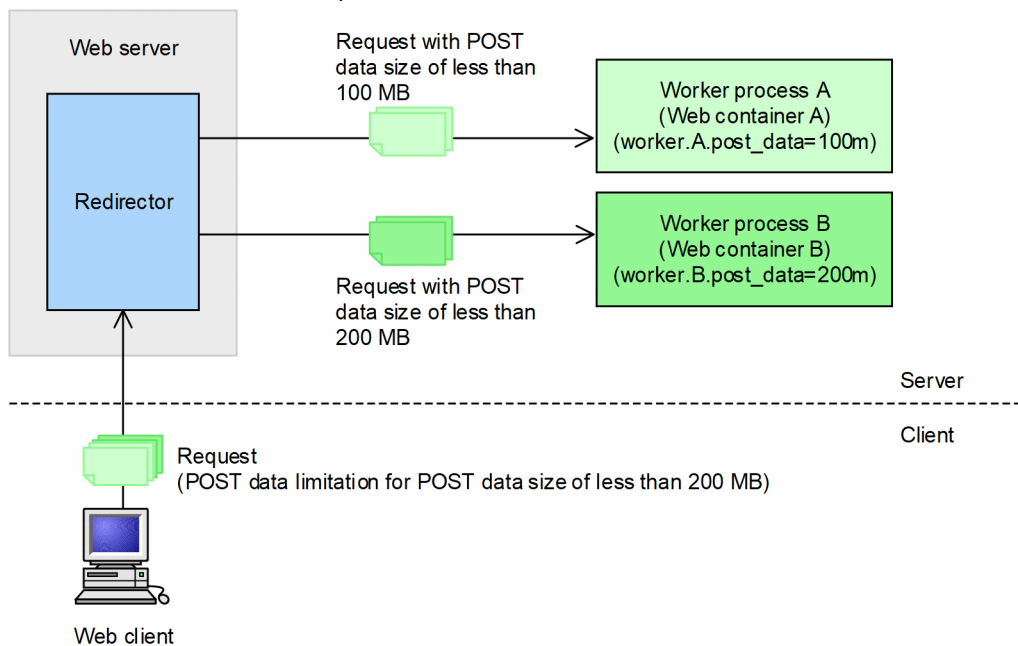 Web server
Request with POST
data size of less than
100 MB
Worker process A
(Web container A)
(worker.A.post_data=100m)
Redirector
Worker process B
(Web container B)
(worker.B.post_data=200m)
Request with POST
data size of less than
200 MB
Server
Client
Request
(POST data limitation for POST data size of less than 200 MB)
Web client